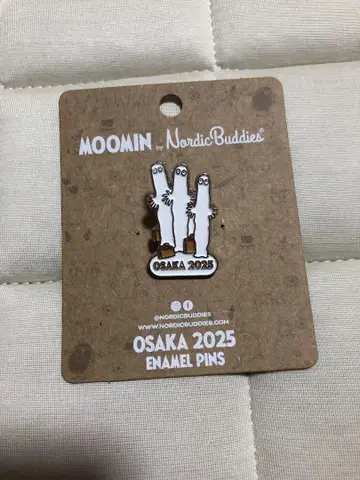 MOOMIN by NordicBuddies®
OSAKA 2025
@NORDICBUDDIES
WWW.NORDICBUDDIES.COM
OSAKA 2025
ENAMEL PINS